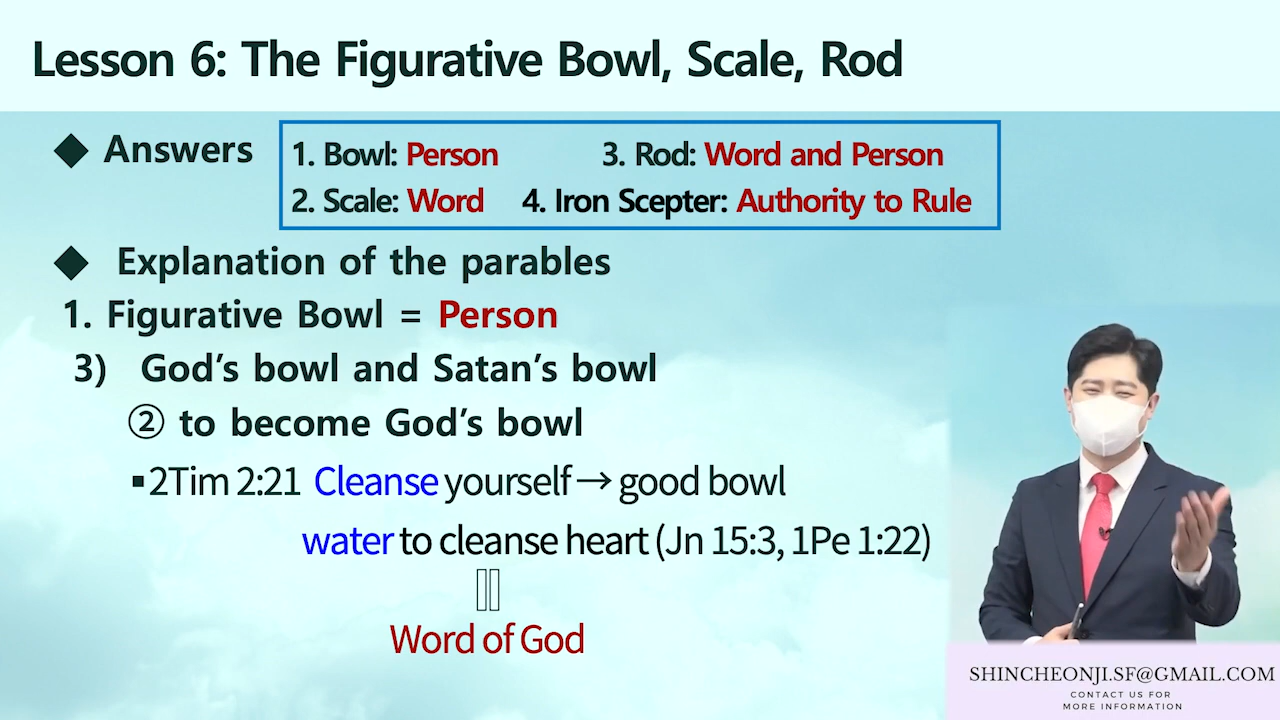 Lesson 6: The Figurative Bowl, Scale, Rod
◆ Answers
1. Bowl: Person 3. Rod: Word and Person
2. Scale: Word 4. Iron Scepter: Authority to Rule
◆ Explanation of the parables
1. Figurative Bowl = Person
3) God's bowl and Satan's bowl
② to become God's bowl
▪2Tim 2:21 Cleanse yourself → good bowl
water to cleanse heart (Jn 15:3, 1Pe 1:22)
Word of God
SHINCHEONJI.SF@GMAIL.COM
CONTACT US FOR
MORE INFORMATION